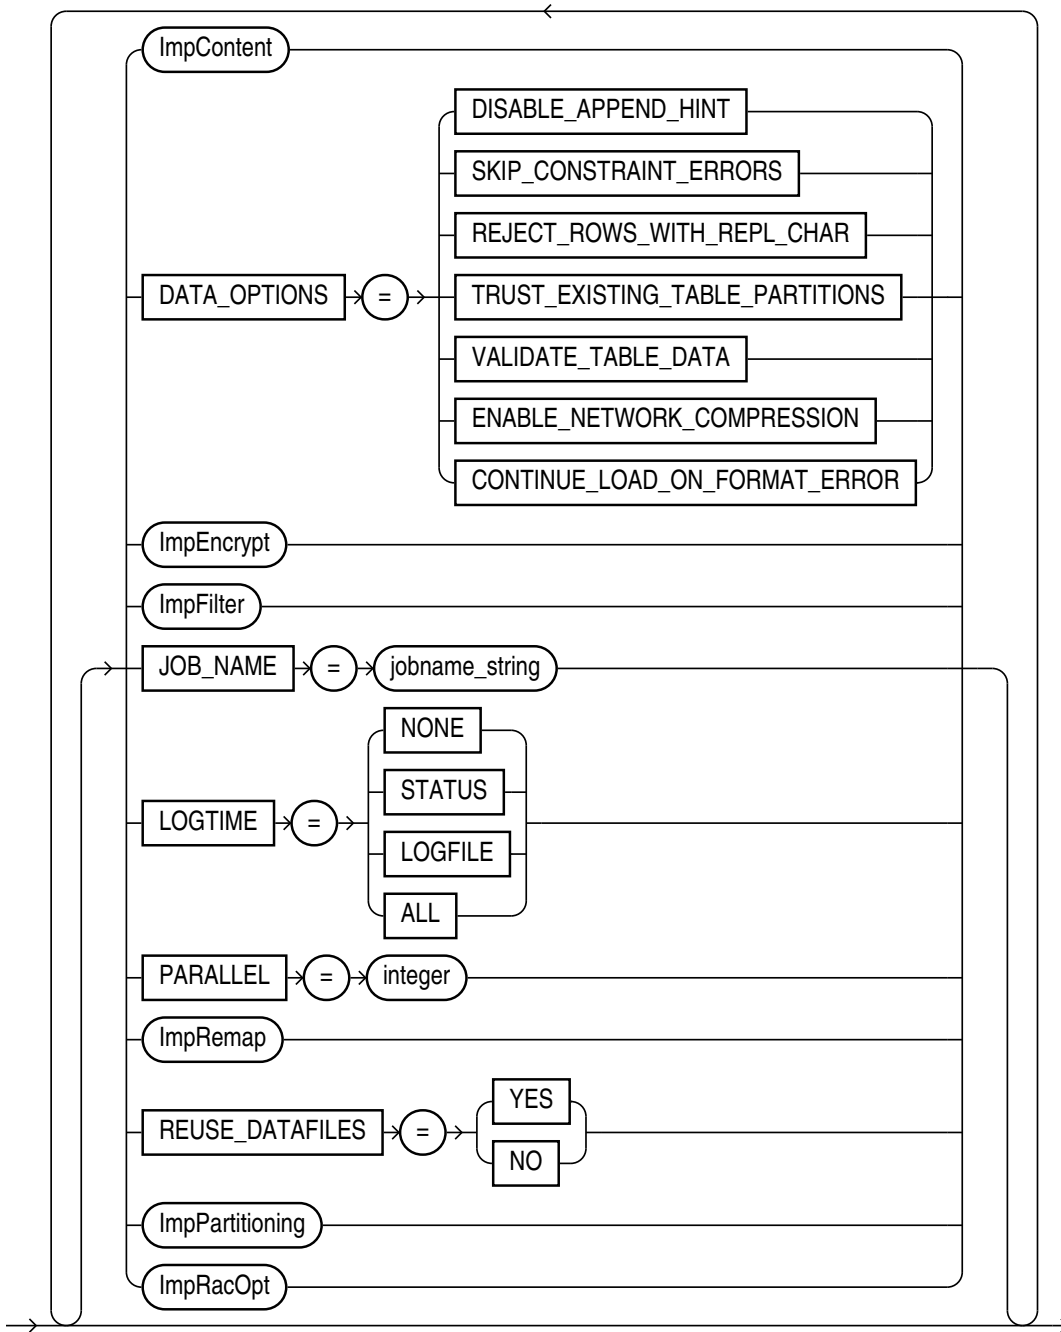 ImpContent
DISABLE_APPEND_HINT
SKIP_CONSTRAINT_ERRORS
REJECT_ROWS_WITH_REPL_CHAR
DATA_OPTIONS = TRUST_EXISTING_TABLE_PARTITIONS
VALIDATE_TABLE_DATA
ENABLE_NETWORK_COMPRESSION
CONTINUE_LOAD_ON_FORMAT_ERROR
ImpEncrypt
ImpFilter
JOB_NAME = jobname_string
NONE
STATUS
LOGTIME =
LOGFILE
ALL
PARALLEL = integer
ImpRemap
YES
REUSE_DATAFILES =
NO
ImpPartitioning
ImpRacOpt